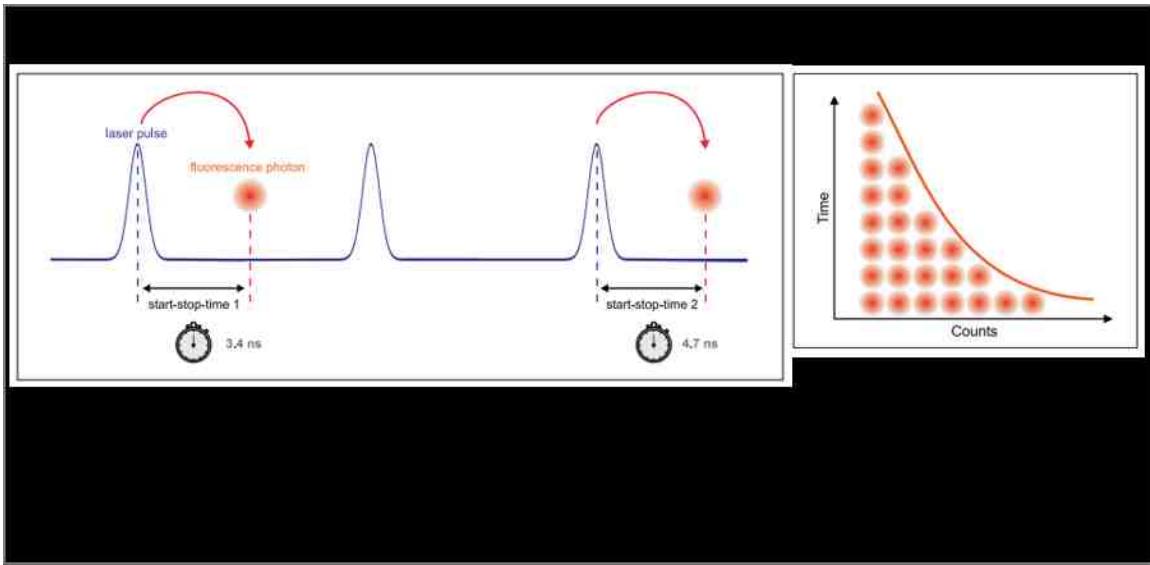 laser pulse
fluorescence photon
start-stop-time 1
start-stop-time 2
3.4 ns
4.7 ns
Time
Counts